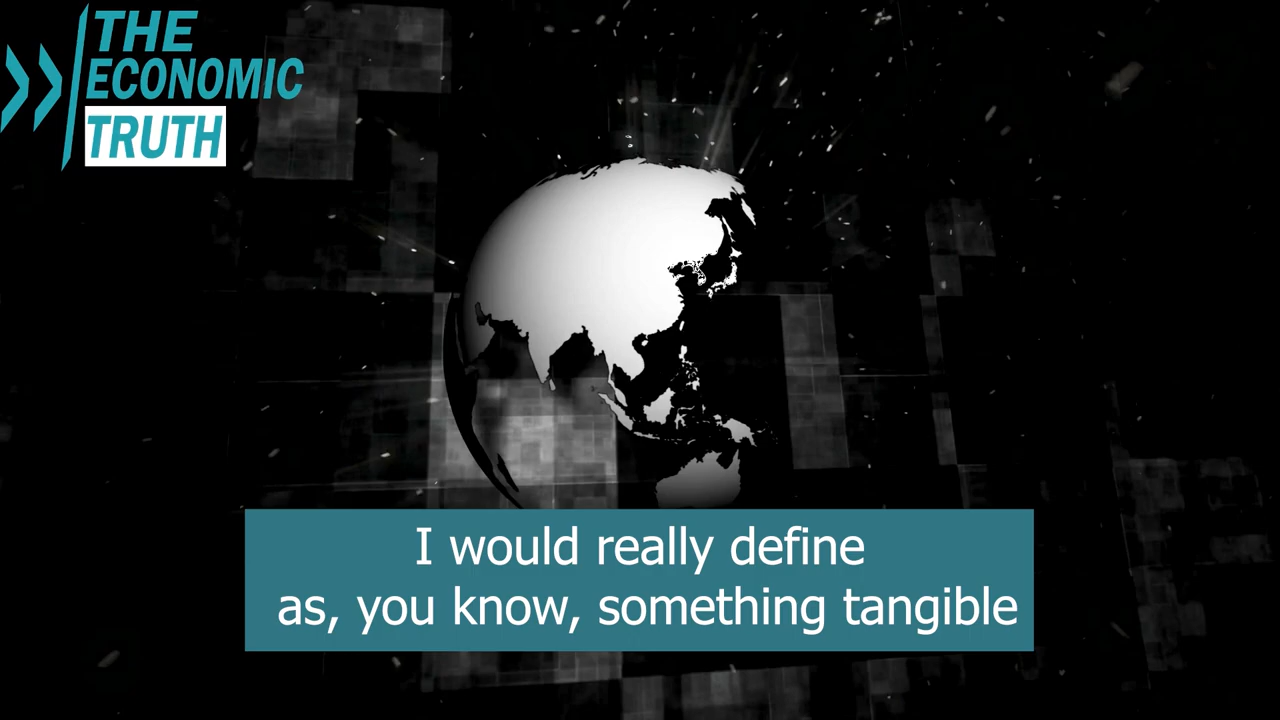 THE
ECONOMIC
TRUTH
I would really define
as, you know, something tangible